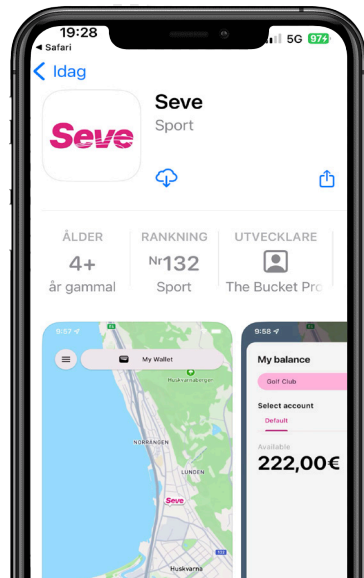 19:28
5G 97
Safari
Idag
Seve
Seve
Sport
ÅLDER
RANKNING
UTVECKLARE
4+
Nr132
år gammal
Sport
The Bucket Pro
9:57
My Wallet
Huskvarnaberget
NORRÄNGEN
LUNDEN
Seve
Huskvarna
9:58
My balance
Golf Club
Select account
Default
Available
222,00€